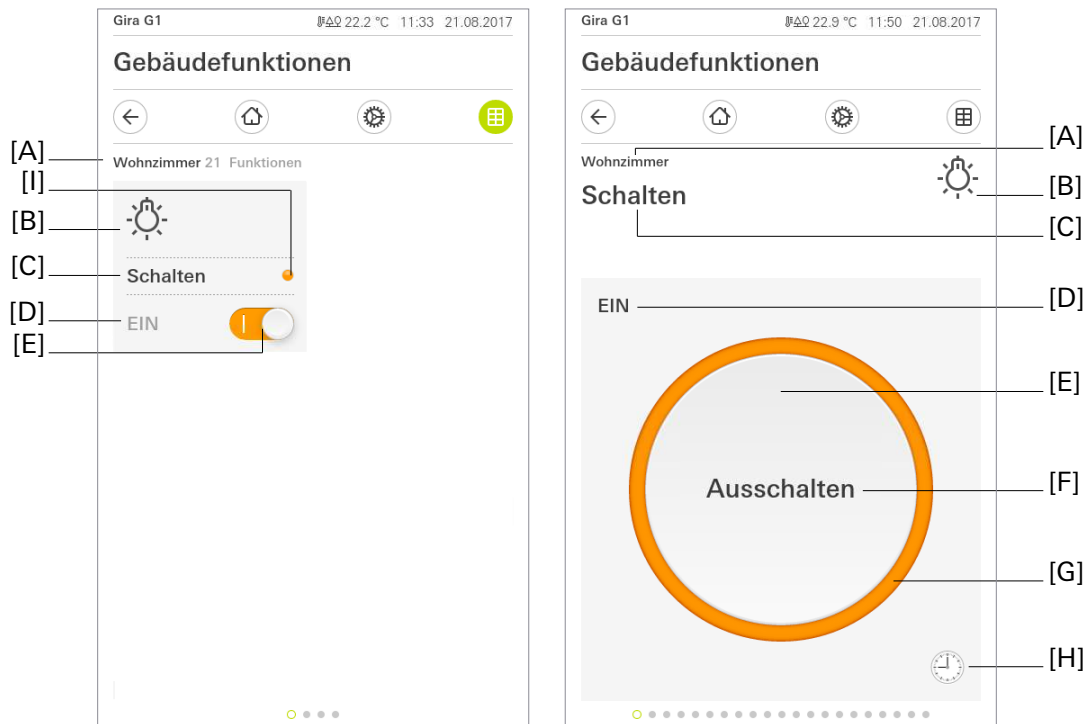 Gira G1 22.2 °C 11:33 21.08.2017
Gebäudefunktionen
[A] Wohnzimmer 21 Funktionen
[I]
[B]
[C] Schalten
[D] EIN
[E]
Gira G1 22.9 °C 11:50 21.08.2017
Gebäudefunktionen
[A]
Wohnzimmer
[B]
Schalten
[C]
EIN [D]
[E]
Ausschalten [F]
[G]
[H]